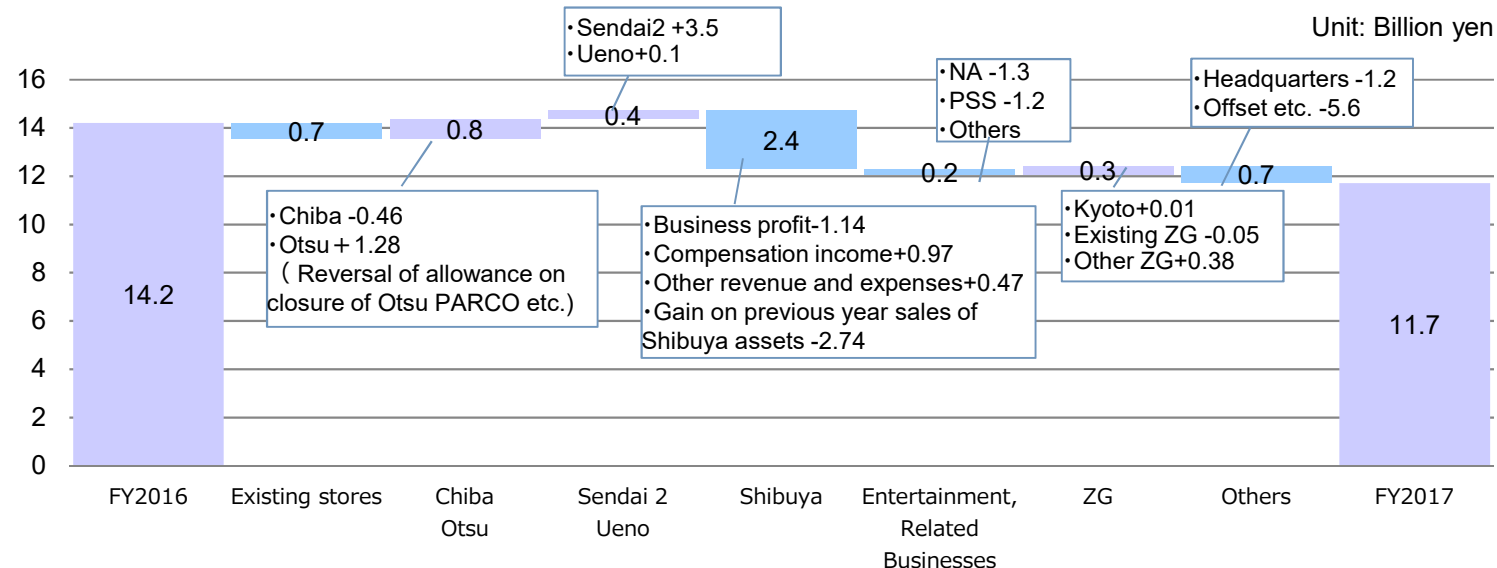 Unit: Billion yen
・Sendai2 +3.5
・Ueno+0.1
・NA -1.3
・PSS -1.2
・Others
・Headquarters -1.2
・Offset etc. -5.6
16
14
12
10
8
6
4
2
0
14.2
0.7
0.8
0.4
2.4
0.2
0.3
0.7
11.7
・Chiba -0.46
・Otsu＋1.28
（ Reversal of allowance on
closure of Otsu PARCO etc.)
・Business profit-1.14
・Compensation income+0.97
・Other revenue and expenses+0.47
・Gain on previous year sales of
Shibuya assets -2.74
・Kyoto+0.01
・Existing ZG -0.05
・Other ZG+0.38
FY2016
Existing stores
Chiba
Otsu
Sendai 2
Ueno
Shibuya
Entertainment,
Related
Businesses
ZG
Others
FY2017